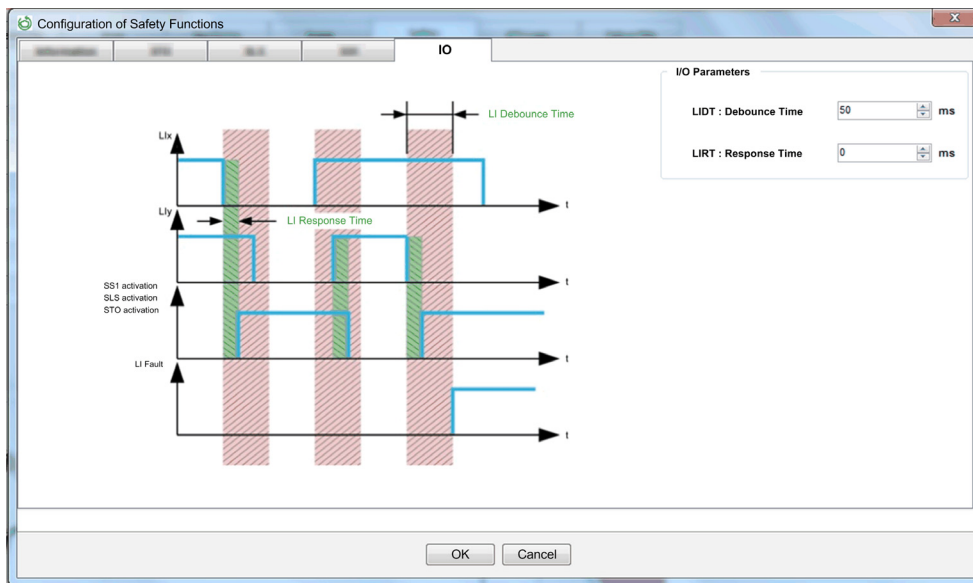 Configuration of Safety Functions
IO
I/O Parameters
LIDT : Debounce Time 50 ms
LIRT : Response Time 0 ms
LI Debounce Time
LIx
t
LIy
LI Response Time
t
SS1 activation
SLS activation
STO activation
t
LI Fault
t
OK Cancel